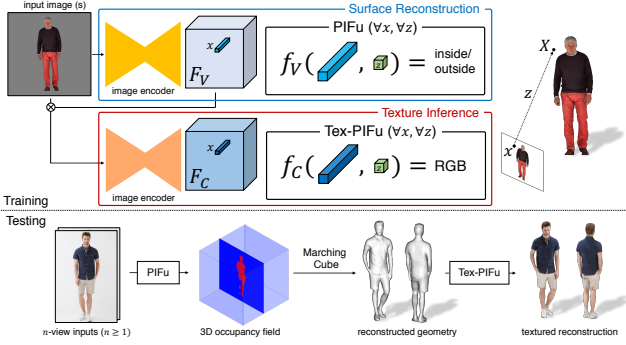 input image (s)
Surface Reconstruction
PIFu (∀x, ∀z)
x
F_V
f_V( , z ) = inside/
outside
image encoder
Texture Inference
Tex-PIFu (∀x, ∀z)
x
F_C
f_C( , z ) = RGB
image encoder
X
z
x
Training
Testing
PIFu
Marching
Cube
Tex-PIFu
n-view inputs (n ≥ 1)
3D occupancy field
reconstructed geometry
textured reconstruction